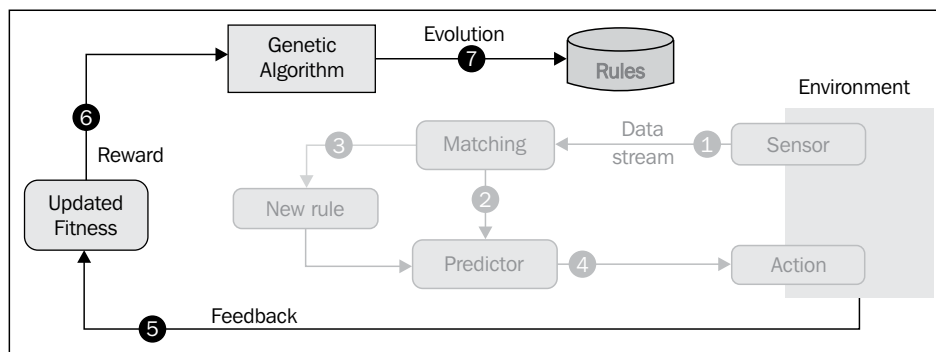 Genetic
Algorithm
Evolution
7
Rules
Environment
6
Reward
3
Matching
Data
stream
1
Sensor
Updated
Fitness
New rule
2
Predictor
4
Action
Feedback
5